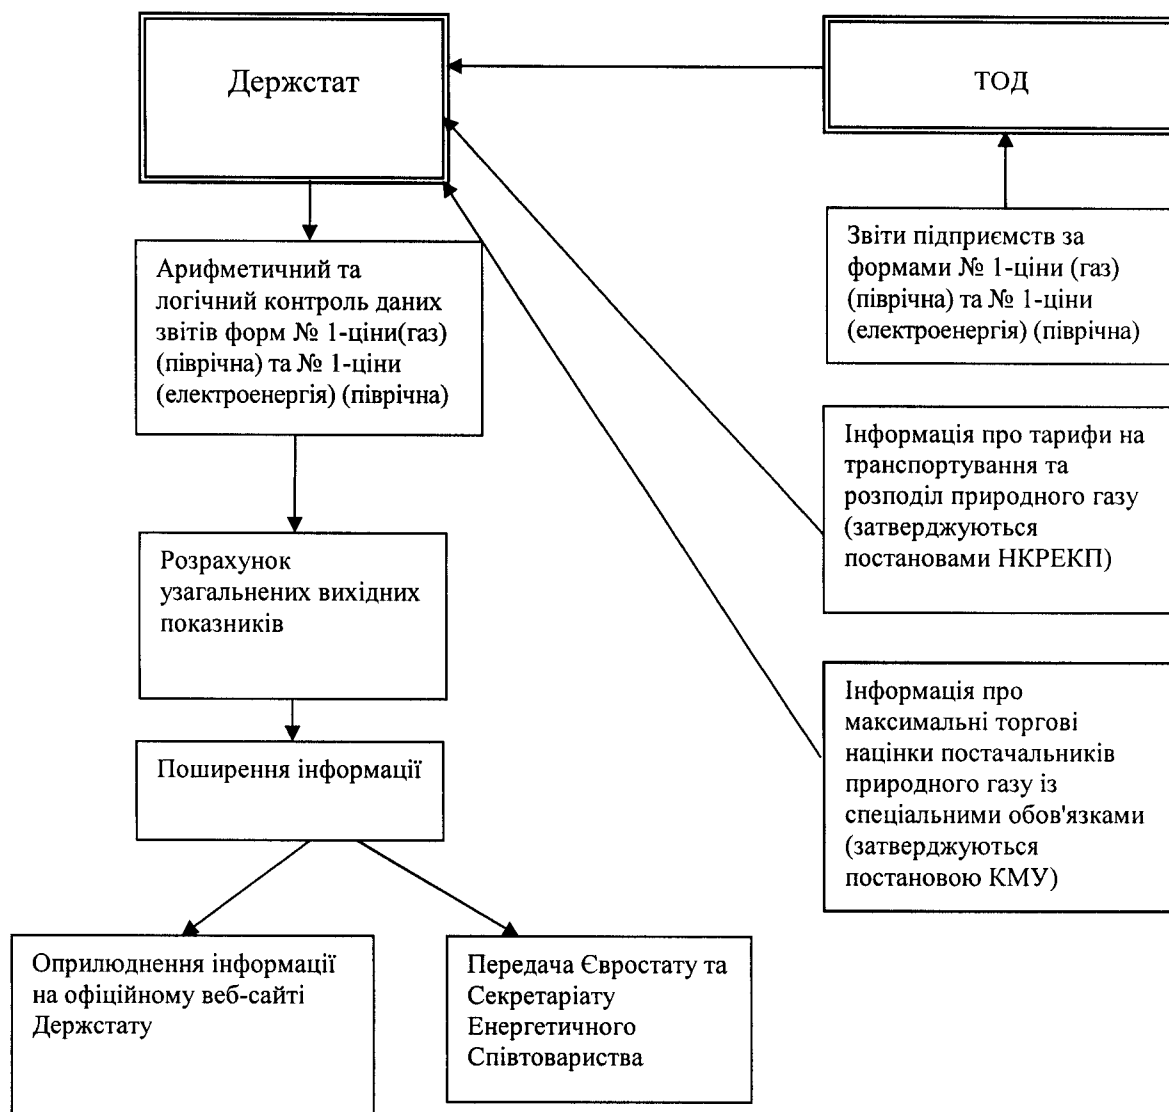 Держстат
ТОД
Звіти підприємств за
формами № 1-ціни (газ)
(піврічна) та № 1-ціни
(електроенергія) (піврічна)
Арифметичний та
логічний контроль даних
звітів форм № 1-ціни(газ)
(піврічна) та № 1-ціни
(електроенергія) (піврічна)
Інформація про тарифи на
транспортування та
розподіл природного газу
(затверджуються
постановами НКРЕКП)
Розрахунок
узагальнених вихідних
показників
Інформація про
максимальні торгові
націнки постачальників
природного газу із
спеціальними обов'язками
(затверджуються
постановою КМУ)
Поширення інформації
Оприлюднення інформації
на офіційному веб-сайті
Держстату
Передача Євростату та
Секретаріату
Енергетичного
Співтовариства